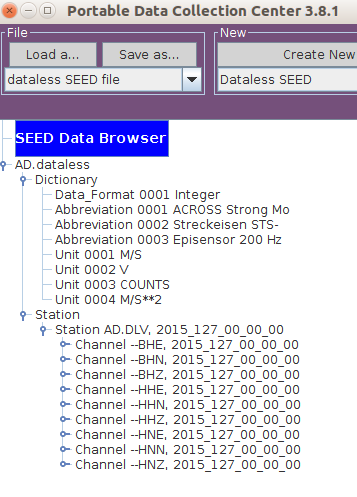 Portable Data Collection Center 3.8.1
File
New
Load a...
Save as...
Create New
dataless SEED file
Dataless SEED
SEED Data Browser
AD.dataless
Dictionary
Data_Format 0001 Integer
Abbreviation 0001 ACROSS Strong Mo
Abbreviation 0002 Streckeisen STS-
Abbreviation 0003 Episensor 200 Hz
Unit 0001 M/S
Unit 0002 V
Unit 0003 COUNTS
Unit 0004 M/S**2
Station
Station AD.DLV, 2015_127_00_00_00
Channel --BHE, 2015_127_00_00_00
Channel --BHN, 2015_127_00_00_00
Channel --BHZ, 2015_127_00_00_00
Channel --HHE, 2015_127_00_00_00
Channel --HHN, 2015_127_00_00_00
Channel --HHZ, 2015_127_00_00_00
Channel --HNE, 2015_127_00_00_00
Channel --HNN, 2015_127_00_00_00
Channel --HNZ, 2015_127_00_00_00